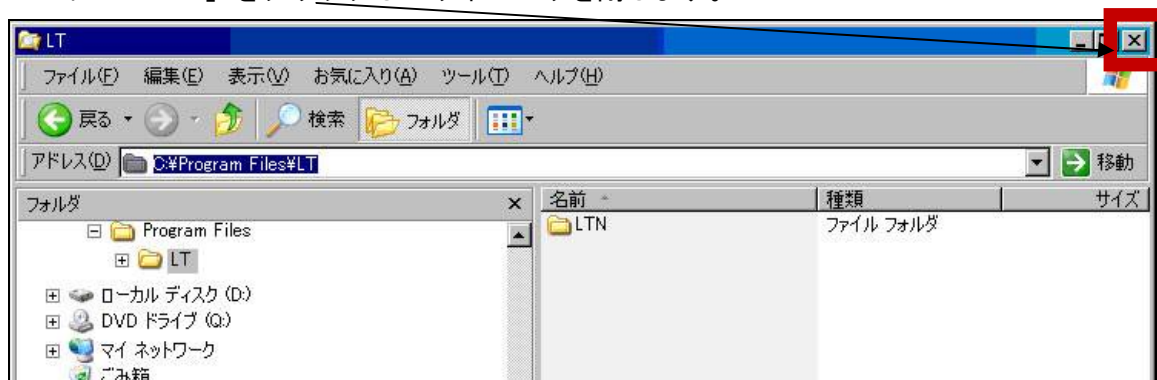 LT
ファイル(F) 編集(E) 表示(V) お気に入り(A) ツール(T) ヘルプ(H)
戻る 検索 フォルダ
アドレス(D) C:¥Program Files¥LT 移動
フォルダ × 名前 種類 サイズ
Program Files LTN ファイル フォルダ
LT
ローカル ディスク (D:)
DVD ドライブ (Q:)
マイ ネットワーク
ごみ箱